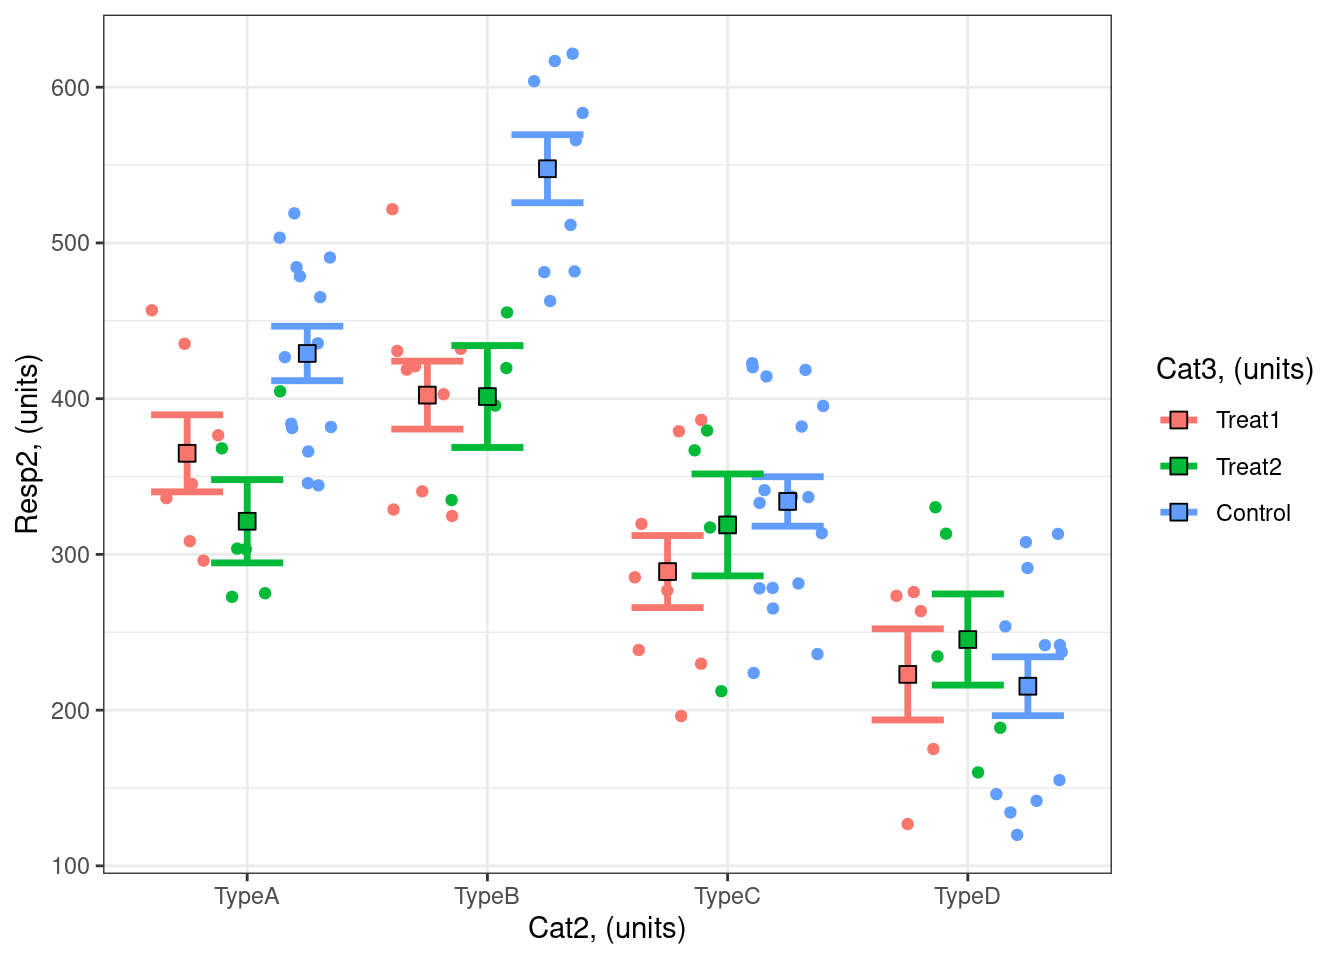 600
500
400
300
200
100
Resp2, (units)
TypeA TypeB TypeC TypeD
Cat2, (units)
Cat3, (units)
Treat1
Treat2
Control